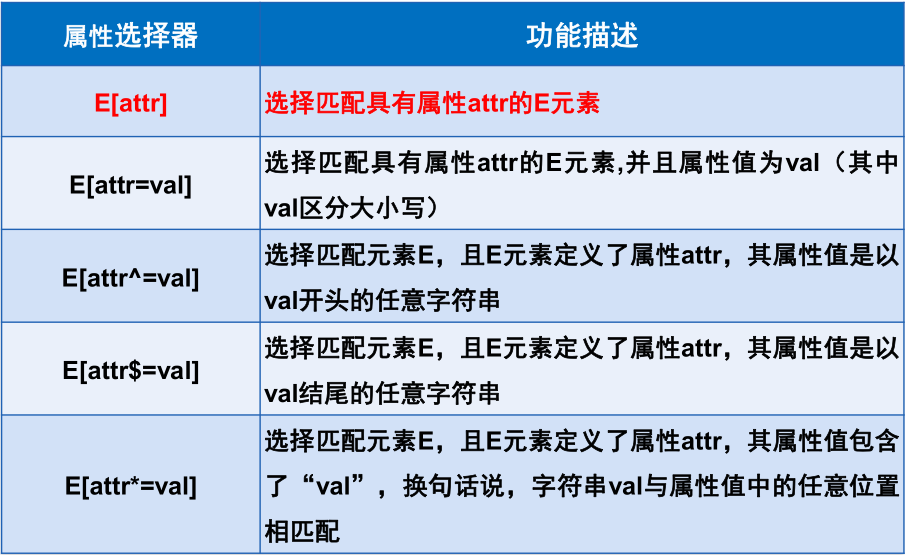 属性选择器 功能描述
E[attr] 选择匹配具有属性attr的E元素
E[attr=val] 选择匹配具有属性attr的E元素,并且属性值为val（其中
val区分大小写）
E[attr^=val] 选择匹配元素E，且E元素定义了属性attr，其属性值是以
val开头的任意字符串
E[attr$=val] 选择匹配元素E，且E元素定义了属性attr，其属性值是以
val结尾的任意字符串
E[attr*=val] 选择匹配元素E，且E元素定义了属性attr，其属性值包含
了“val”，换句话说，字符串val与属性值中的任意位置
相匹配